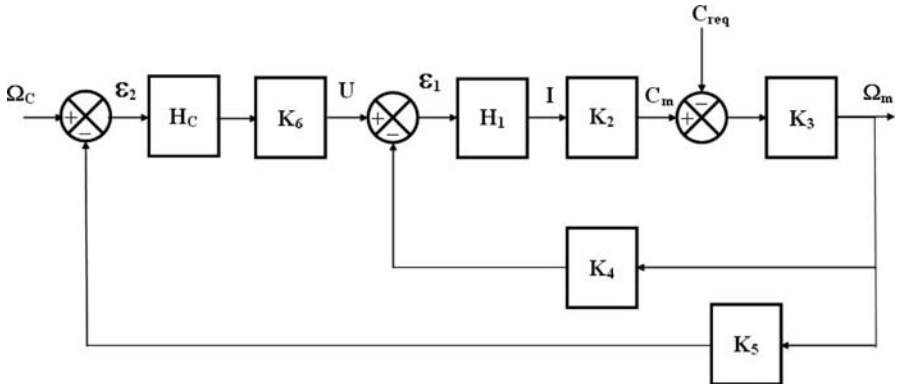 C_req
Ω_C
+
−
ε₂
H_C
K₆
U
+
−
ε₁
H₁
I
K₂
C_m
+
−
K₃
Ω_m
K₄
K₅